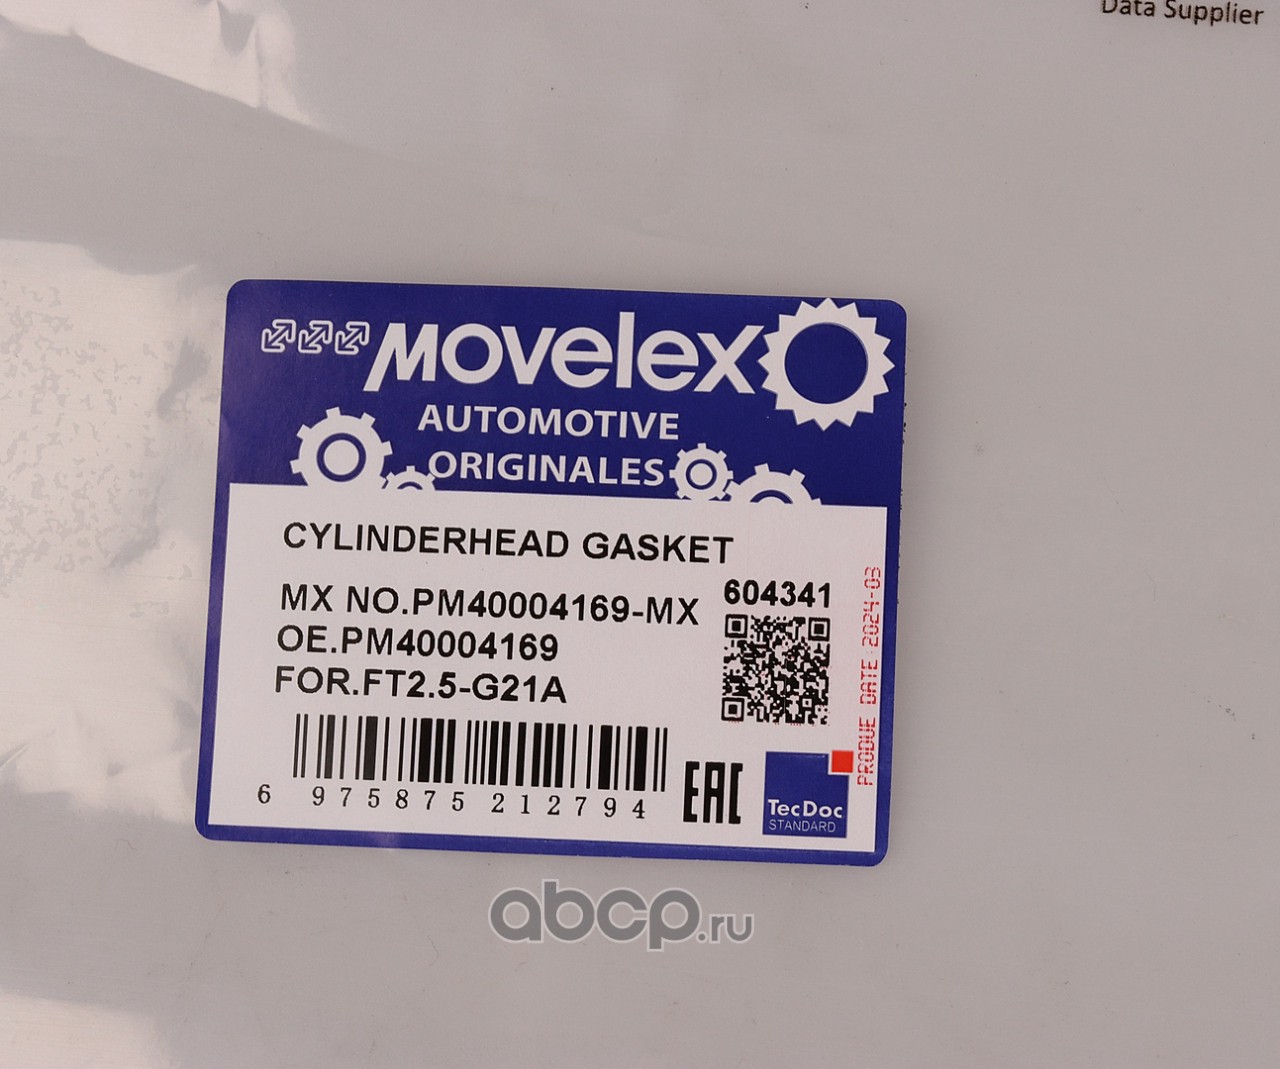 Data Supplier
MOVELEX
AUTOMOTIVE
ORIGINALES
CYLINDERHEAD GASKET
MX NO.PM40004169-MX
604341
OE.PM40004169
FOR.FT2.5-G21A
PRODUE DATE:2024-03
6 975875 212794
EAC
TecDoc
STANDARD
abcp.ru